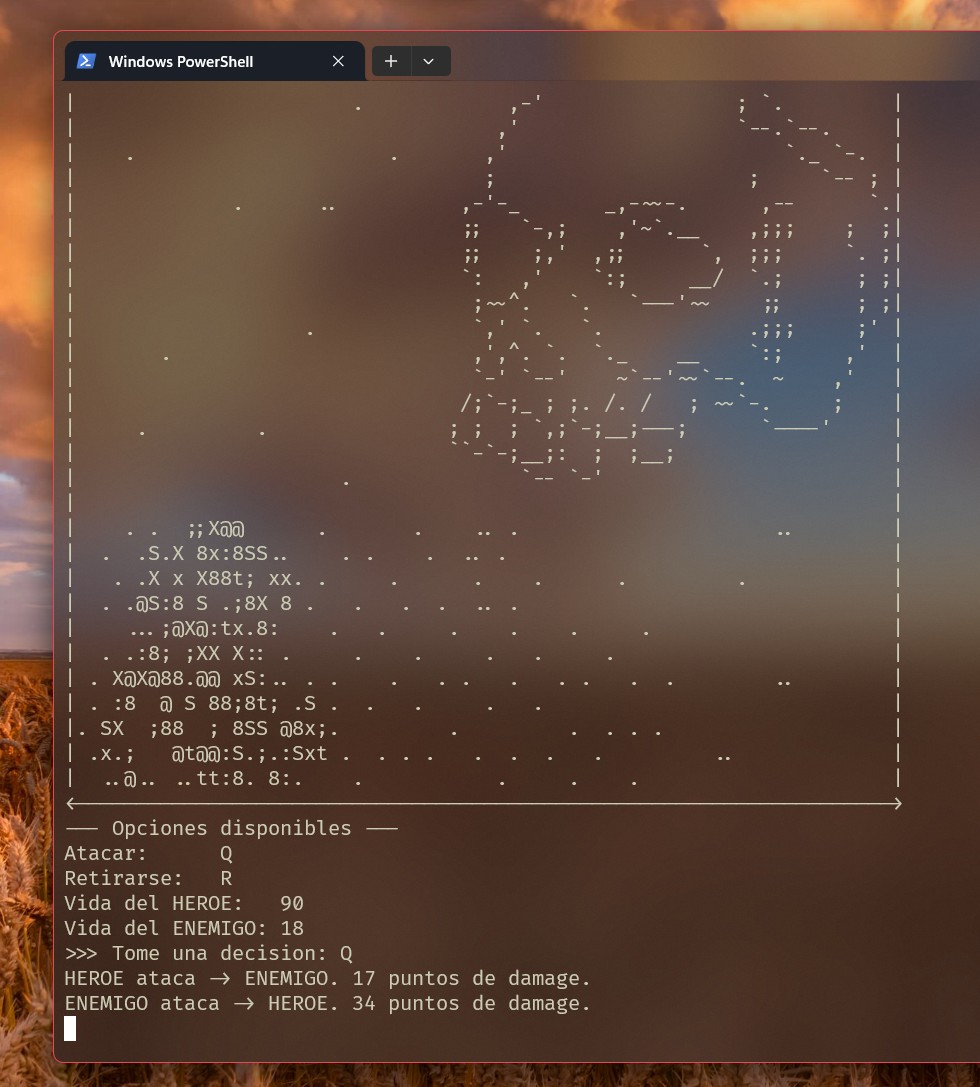 Windows PowerShell
--- Opciones disponibles ---
Atacar:      Q
Retirarse:   R
Vida del HEROE:   90
Vida del ENEMIGO: 18
>>> Tome una decision: Q
HEROE ataca -> ENEMIGO. 17 puntos de damage.
ENEMIGO ataca -> HEROE. 34 puntos de damage.